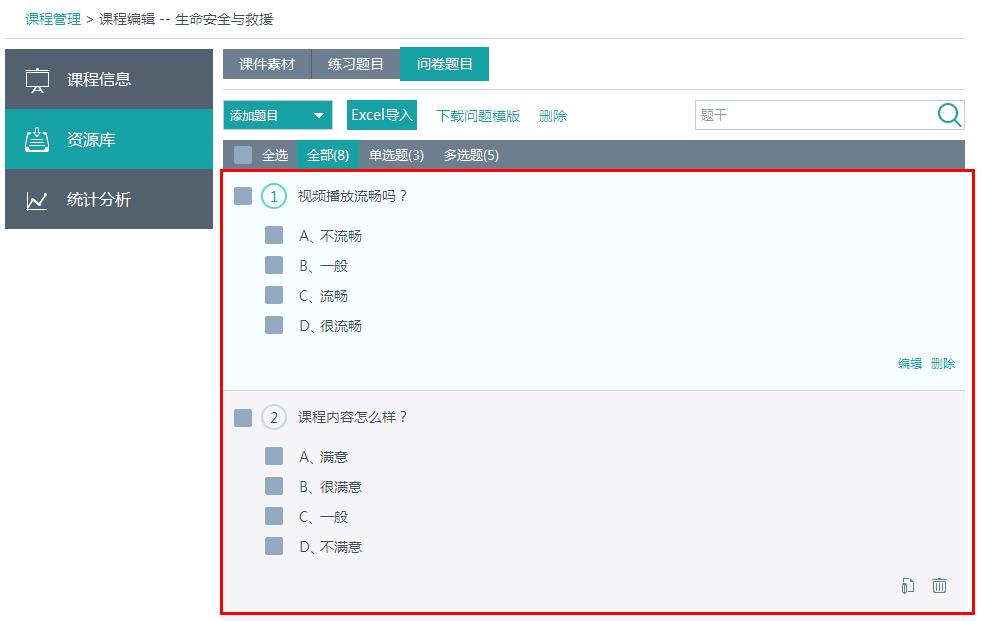 课程管理 > 课程编辑 -- 生命安全与救援
课程信息
资源库
统计分析
课件素材 练习题目 问卷题目
添加题目 Excel导入 下载问题模版 删除 题干
全选 全部(8) 单选题(3) 多选题(5)
1 视频播放流畅吗？
A、不流畅
B、一般
C、流畅
D、很流畅
编辑 删除
2 课程内容怎么样？
A、满意
B、很满意
C、一般
D、不满意